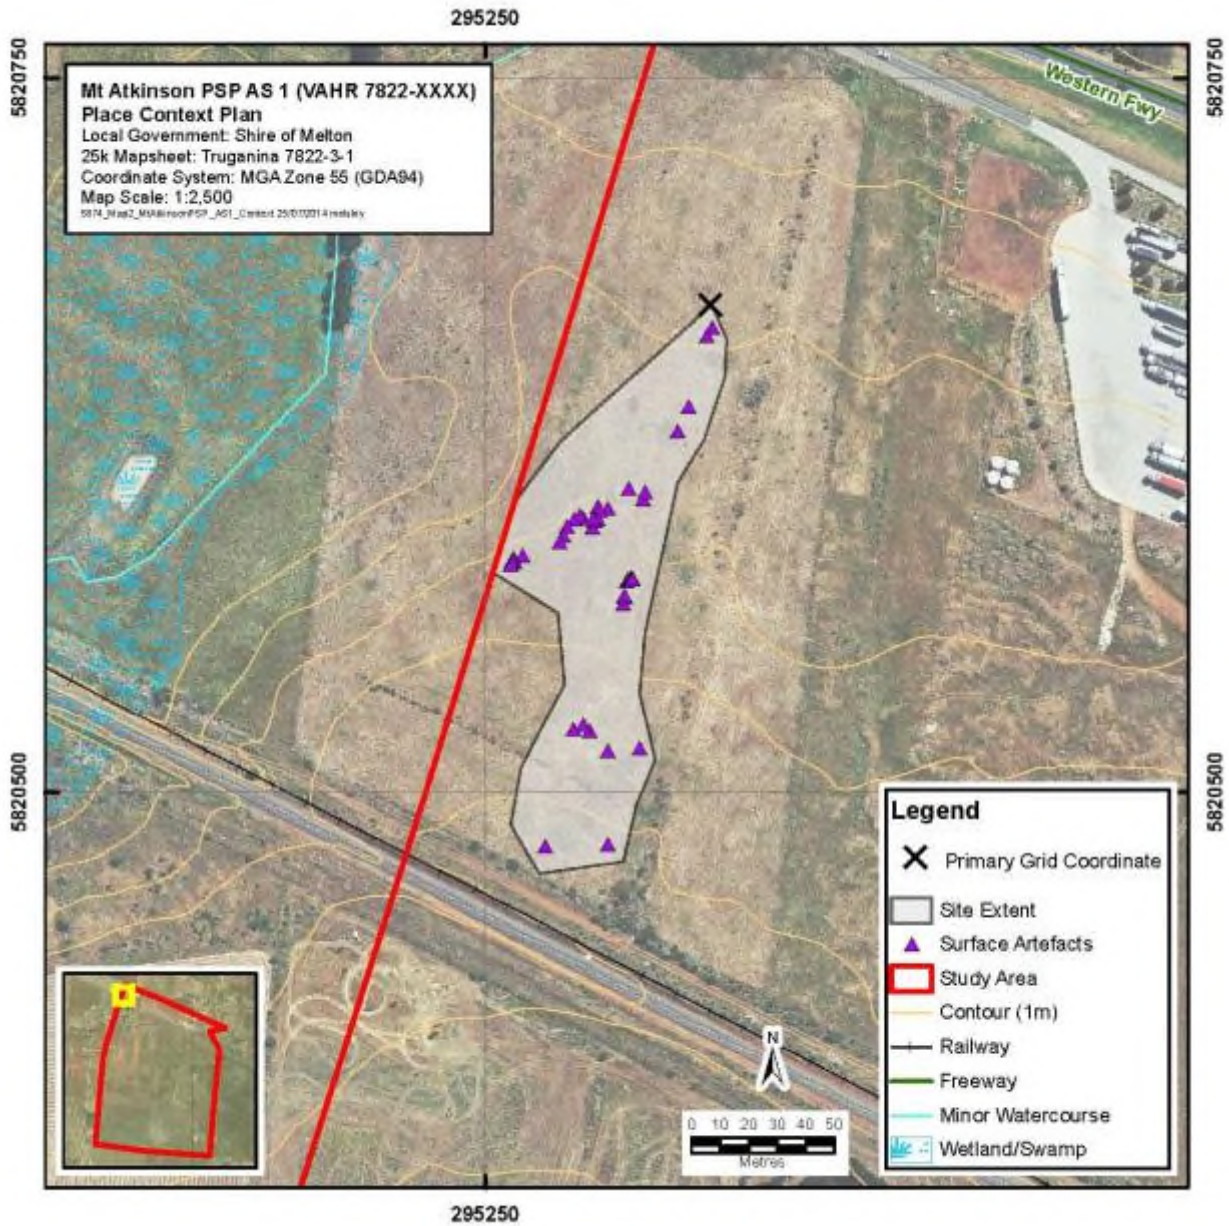 295250
5820750
5820750
Mt Atkinson PSP AS 1 (VAHR 7822-XXXX)
Place Context Plan
Local Government: Shire of Melton
25k Mapsheet: Truganina 7822-3-1
Coordinate System: MGA Zone 55 (GDA94)
Map Scale: 1:2,500
Western Fwy
5820500
5820500
Legend
Primary Grid Coordinate
Site Extent
Surface Artefacts
Study Area
Contour (1m)
Railway
Freeway
Minor Watercourse
Wetland/Swamp
N
0 10 20 30 40 50
Metres
295250